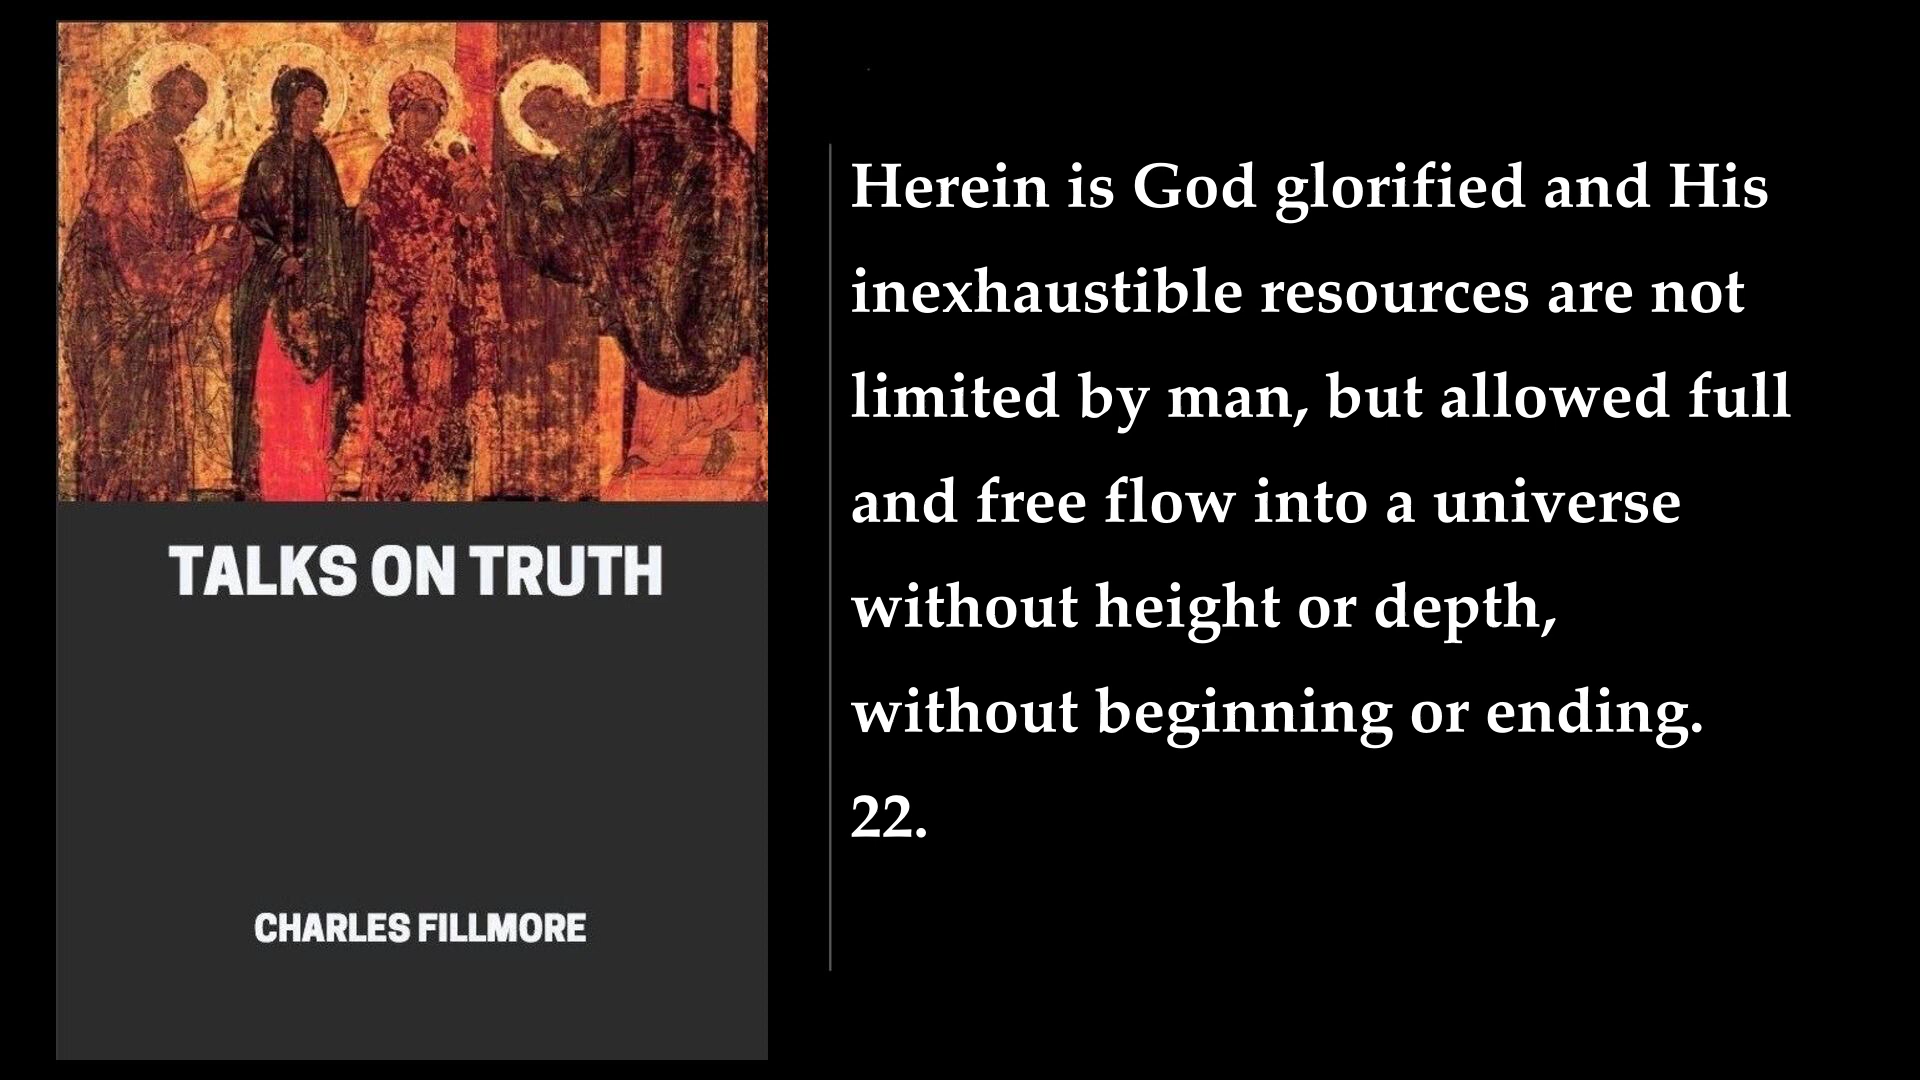 TALKS ON TRUTH
CHARLES FILLMORE
Herein is God glorified and His
inexhaustible resources are not
limited by man, but allowed full
and free flow into a universe
without height or depth,
without beginning or ending.
22.